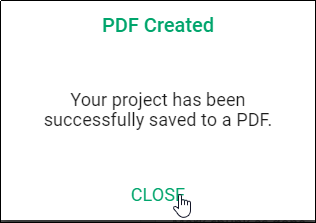 PDF Created
Your project has been
successfully saved to a PDF.
CLOSE